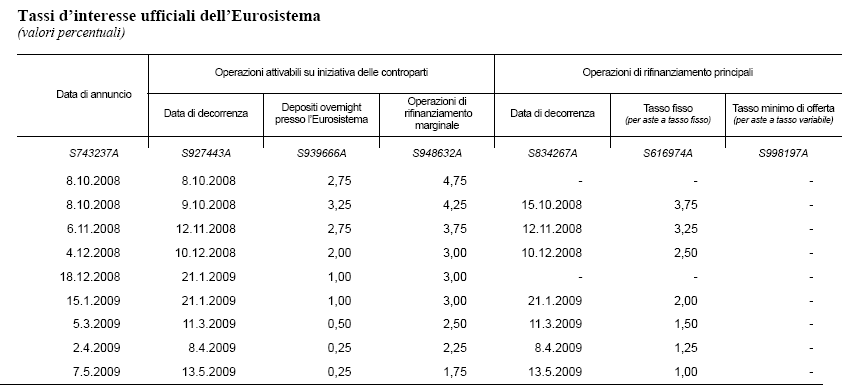 Tassi d'interesse ufficiali dell'Eurosistema
(valori percentuali)
Data di annuncio
Operazioni attivabili su iniziativa delle controparti
Operazioni di rifinanziamento principali
Data di decorrenza
Depositi overnight
presso l'Eurosistema
Operazioni di
rifinanziamento
marginale
Data di decorrenza
Tasso fisso
(per aste a tasso fisso)
Tasso minimo di offerta
(per aste a tasso variabile)
S743237A S927443A S939666A S948632A S834267A S616974A S998197A
8.10.2008 8.10.2008 2,75 4,75 - - -
8.10.2008 9.10.2008 3,25 4,25 15.10.2008 3,75 -
6.11.2008 12.11.2008 2,75 3,75 12.11.2008 3,25 -
4.12.2008 10.12.2008 2,00 3,00 10.12.2008 2,50 -
18.12.2008 21.1.2009 1,00 3,00 - - -
15.1.2009 21.1.2009 1,00 3,00 21.1.2009 2,00 -
5.3.2009 11.3.2009 0,50 2,50 11.3.2009 1,50 -
2.4.2009 8.4.2009 0,25 2,25 8.4.2009 1,25 -
7.5.2009 13.5.2009 0,25 1,75 13.5.2009 1,00 -